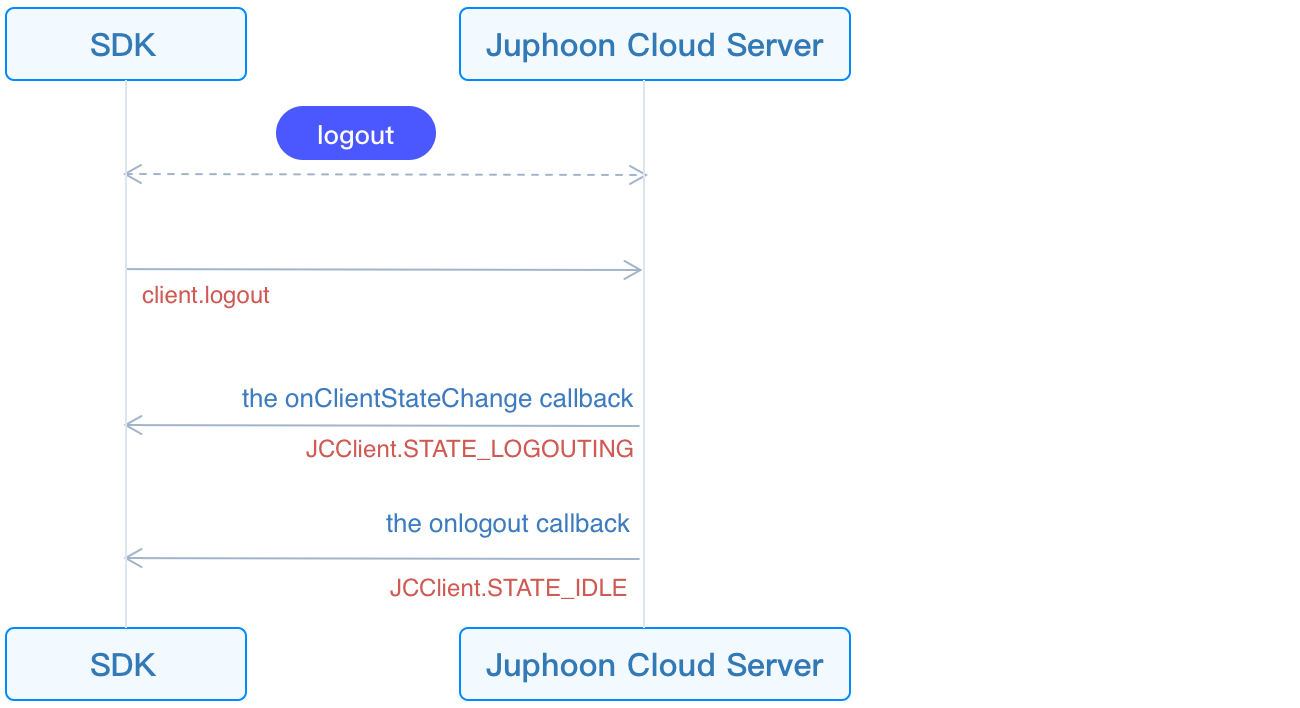 SDK
Juphoon Cloud Server
logout
client.logout
the onClientStateChange callback
JCClient.STATE_LOGOUTING
the onlogout callback
JCClient.STATE_IDLE
SDK
Juphoon Cloud Server